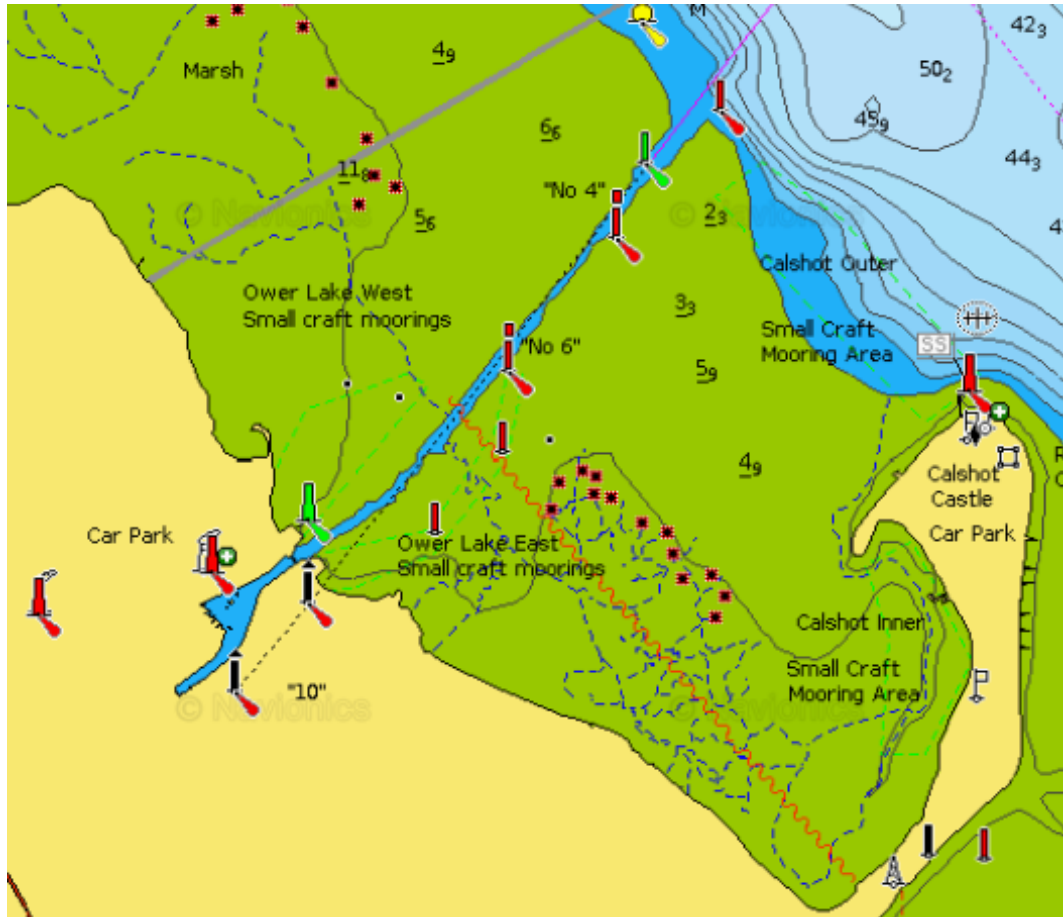 M
42₃
4₉
Marsh
50₂
45₉
6₆
44₃
11₈
"No 4"
© Navionics
5₆
© Navionics
2₃
Calshot Outer
Ower Lake West
Small craft moorings
3₃
Small Craft
Mooring Area
SS
"No 6"
5₉
4₉
Calshot
Castle
Car Park
Car Park
Ower Lake East
Small craft moorings
Calshot Inner
Small Craft
Mooring Area
"10"
© Navionics
© Navionics